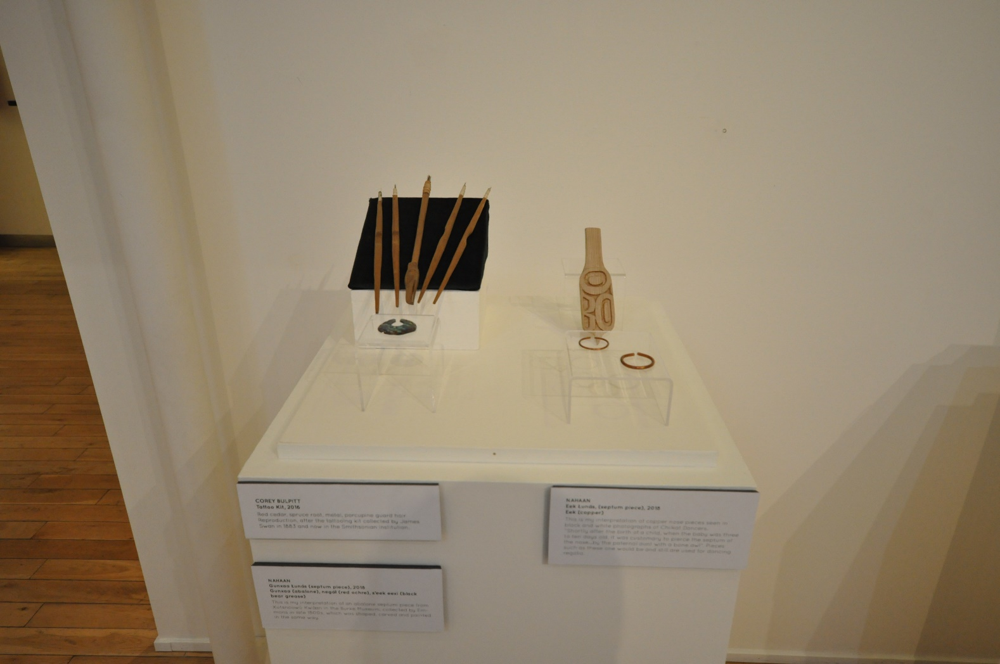 COREY BULPITT
Tattoo Kit, 2016
Red cedar, spruce root, metal, porcupine guard hair.
Reproduction, after the tattooing kit collected by James
Swan in 1883 and now in the Smithsonian Institution.
NAHAAN
Gunxaa Łunás (septum piece), 2018
Gunxaa (abalone), negál (red ochre), s'eek eexi (black
bear grease)
This is my interpretation of an abalone septum piece from
Kwáan in the Burke Museum, collected by
in late 1800s, which was shaped, carved and painted
in the same way.
NAHAAN
Eek Łunás, (septum piece), 2018
Eek (copper)
This is my interpretation of copper nose pieces seen in
black and white photographs of Chilkat Dancers.
"Shortly after the birth of a child, when the baby was three
to ten days old, it was customary to pierce the septum of
the nose...by the paternal aunt with a bone awl". Pieces
such as these one would be and still are used for dancing
regalia.